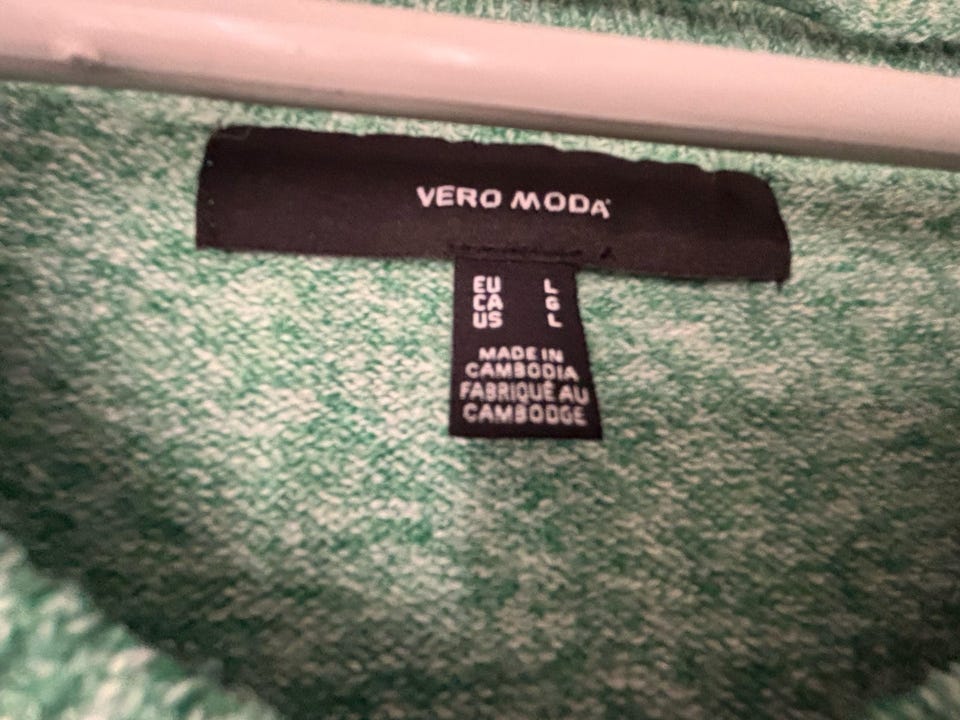 VERO MODA
EU L
CA G
US L
MADE IN
CAMBODIA
FABRIQUÉ AU
CAMBODGE